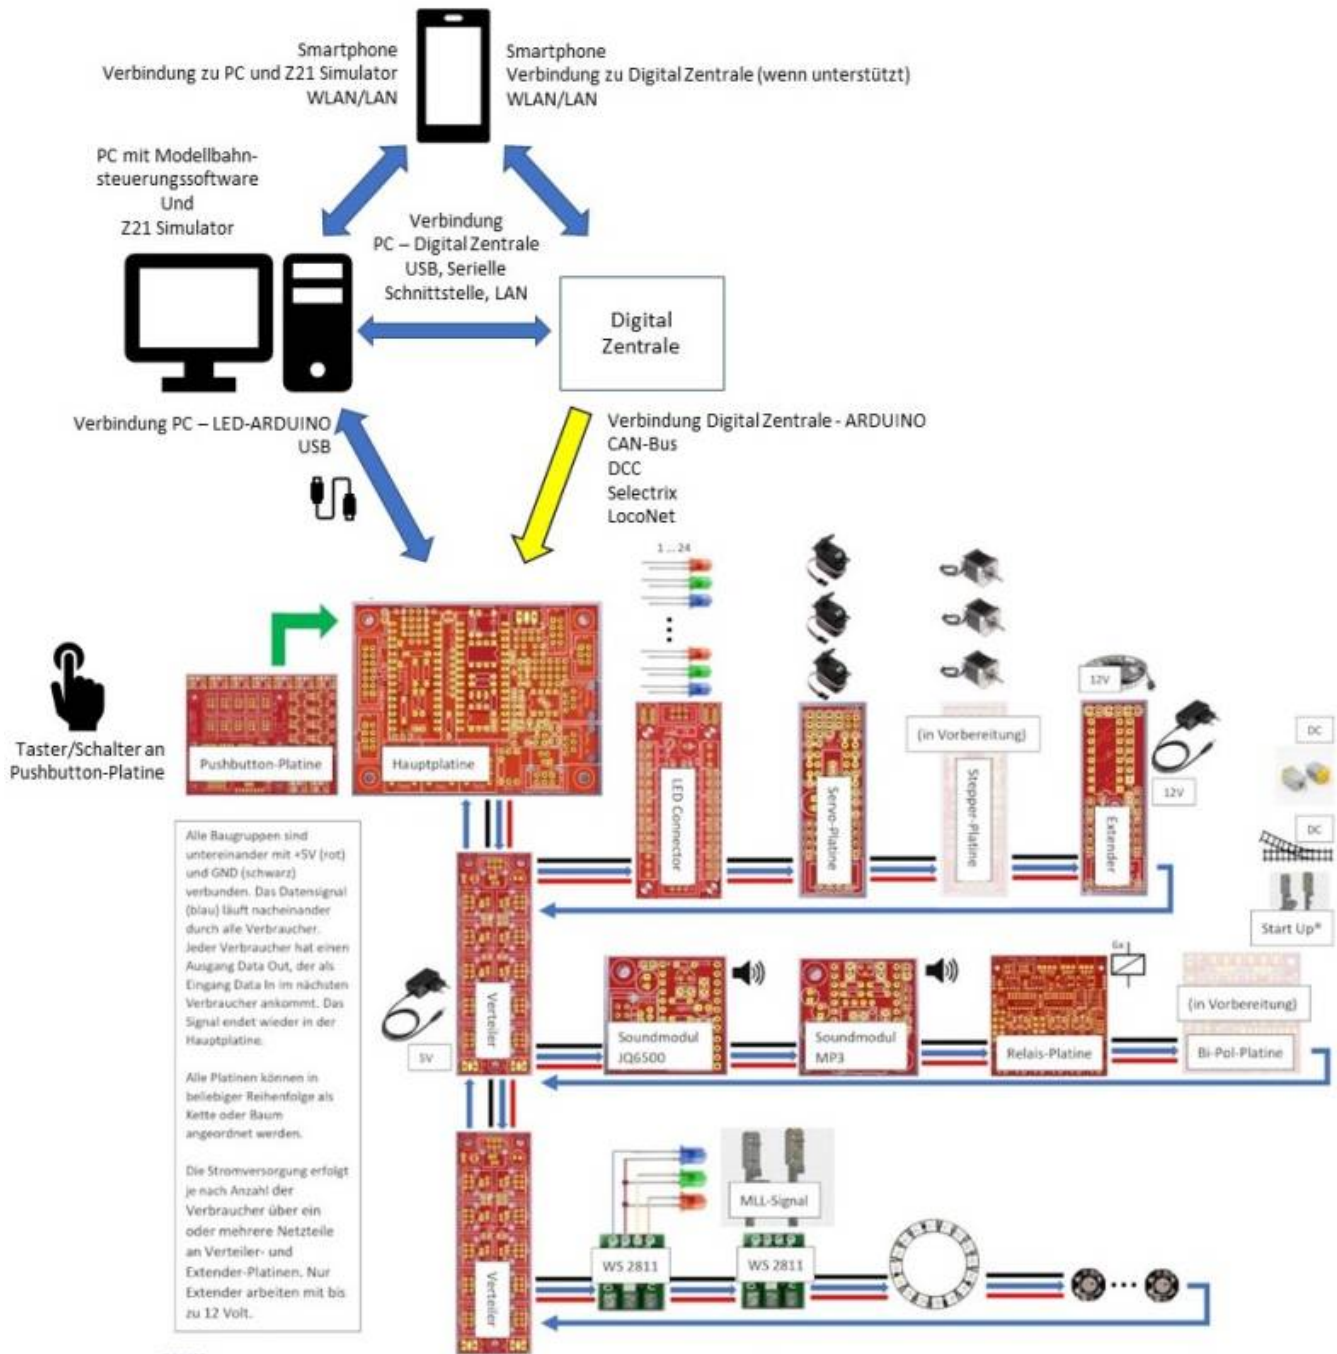 Smartphone
Verbindung zu PC und Z21 Simulator
WLAN/LAN
Smartphone
Verbindung zu Digital Zentrale (wenn unterstützt)
WLAN/LAN
PC mit Modellbahn-
steuerungssoftware
Und
Z21 Simulator
Verbindung
PC – Digital Zentrale
USB, Serielle
Schnittstelle, LAN
Digital
Zentrale
Verbindung PC – LED-ARDUINO
USB
Verbindung Digital Zentrale - ARDUINO
CAN-Bus
DCC
Selectrix
LocoNet
1 ... 24
Taster/Schalter an
Pushbutton-Platine
Pushbutton-Platine
Hauptplatine
LED Connector
Servo-Platine
(in Vorbereitung)
Stepper-Platine
12V
Extender
12V
DC
DC
Start Up®
Alle Baugruppen sind
untereinander mit +5V (rot)
und GND (schwarz)
verbunden. Das Datensignal
(blau) läuft nacheinander
durch alle Verbraucher.
Jeder Verbraucher hat einen
Ausgang Data Out, der als
Eingang Data In im nächsten
Verbraucher ankommt. Das
Signal endet wieder in der
Hauptplatine.
Alle Platinen können in
beliebiger Reihenfolge als
Kette oder Baum
angeordnet werden.
Die Stromversorgung erfolgt
je nach Anzahl der
Verbraucher über ein
oder mehrere Netzteile
an Verteiler- und
Extender-Platinen. Nur
Extender arbeiten mit bis
zu 12 Volt.
5V
Verteiler
Soundmodul
JQ6500
Soundmodul
MP3
6x
Relais-Platine
(in Vorbereitung)
Bi-Pol-Platine
Verteiler
WS 2811
MLL-Signal
WS 2811